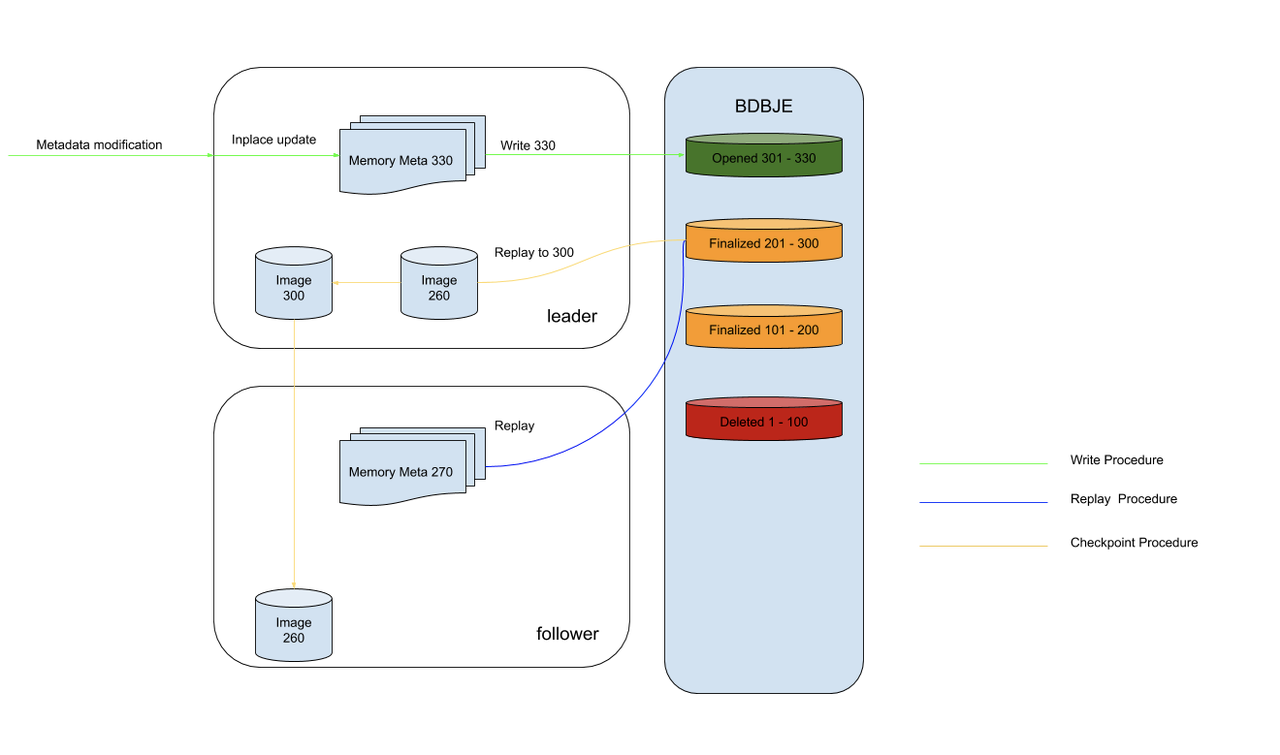 BDBJE
Metadata modification
Inplace update
Memory Meta 330
Write 330
Opened 301 - 330
Finalized 201 - 300
Replay to 300
Image
300
Image
260
leader
Finalized 101 - 200
Deleted 1 - 100
Replay
Memory Meta 270
Image
260
follower
Write Procedure
Replay  Procedure
Checkpoint Procedure